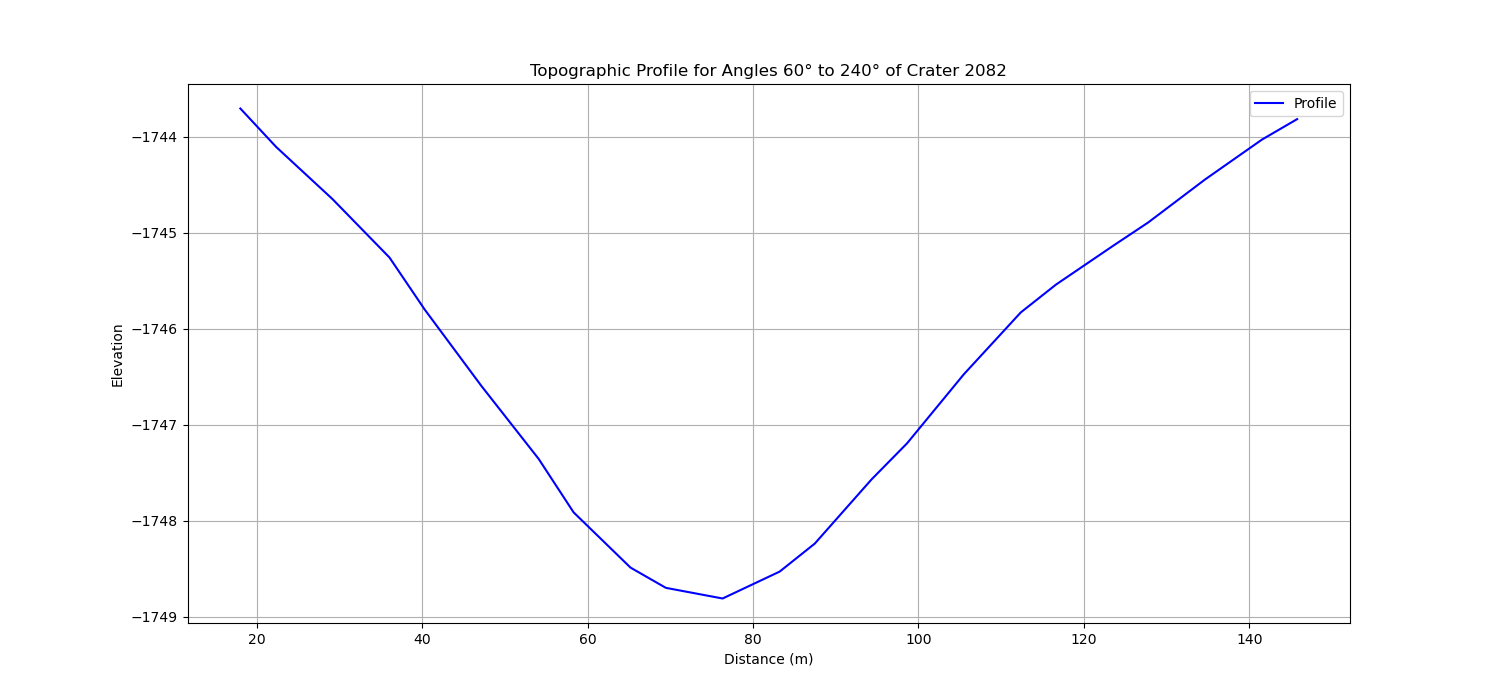 Topographic Profile for Angles 60° to 240° of Crater 2082
Profile
−1744
−1745
−1746
−1747
−1748
−1749
Elevation
20 40 60 80 100 120 140
Distance (m)